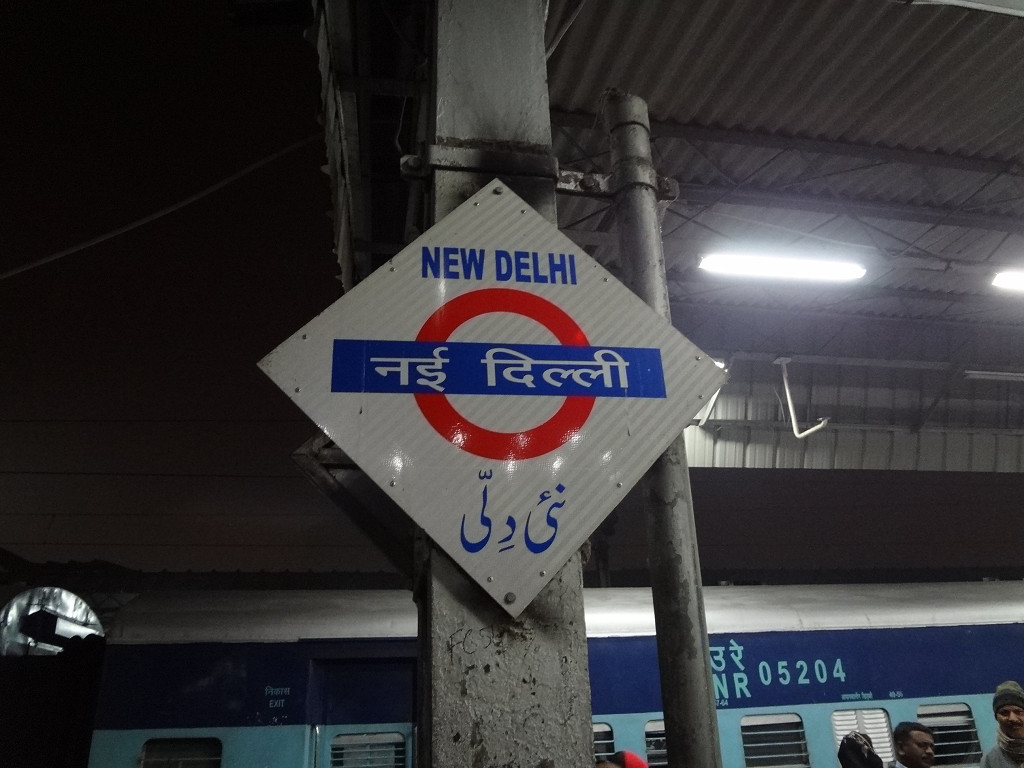 NEW DELHI
नई दिल्ली
نئی دِلّی
निकास
EXIT
उरे
NR 05204